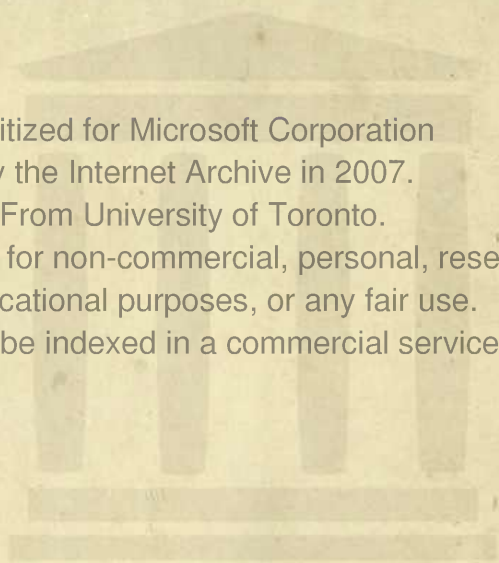 itized for Microsoft Corporation
the Internet Archive in 2007.
From University of Toronto.
for non-commercial, personal, rese
cational purposes, or any fair use.
be indexed in a commercial service